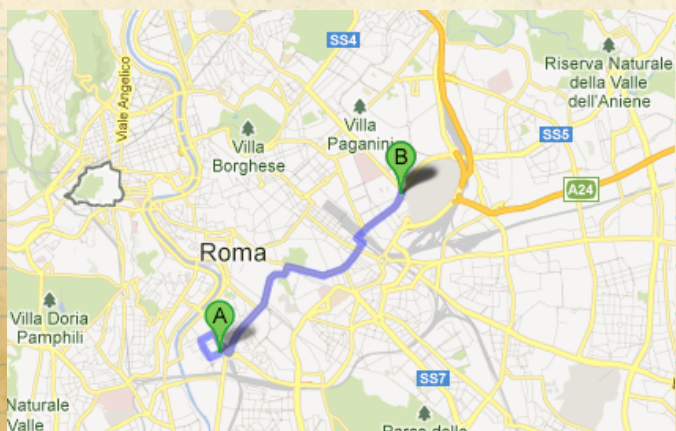 SS4
Riserva Naturale
della Valle
dell'Aniene
Viale Angelico
Villa
Borghese
Villa
Paganini
SS5
B
A24
Roma
A
Villa Doria
Pamphili
SS7
Naturale
Valle